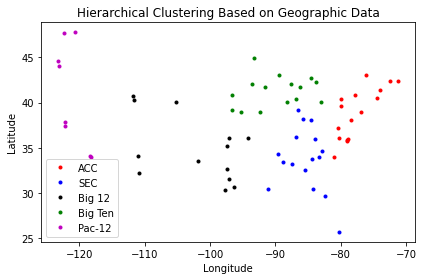 Hierarchical Clustering Based on Geographic Data
Latitude
45
40
35
30
25
ACC
SEC
Big 12
Big Ten
Pac-12
−120
−110
−100
−90
−80
−70
Longitude